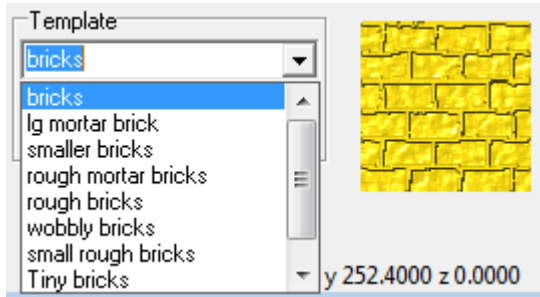 Template
bricks
bricks
lg mortar brick
smaller bricks
rough mortar bricks
rough bricks
wobbly bricks
small rough bricks
Tiny bricks
y 252.4000 z 0.0000